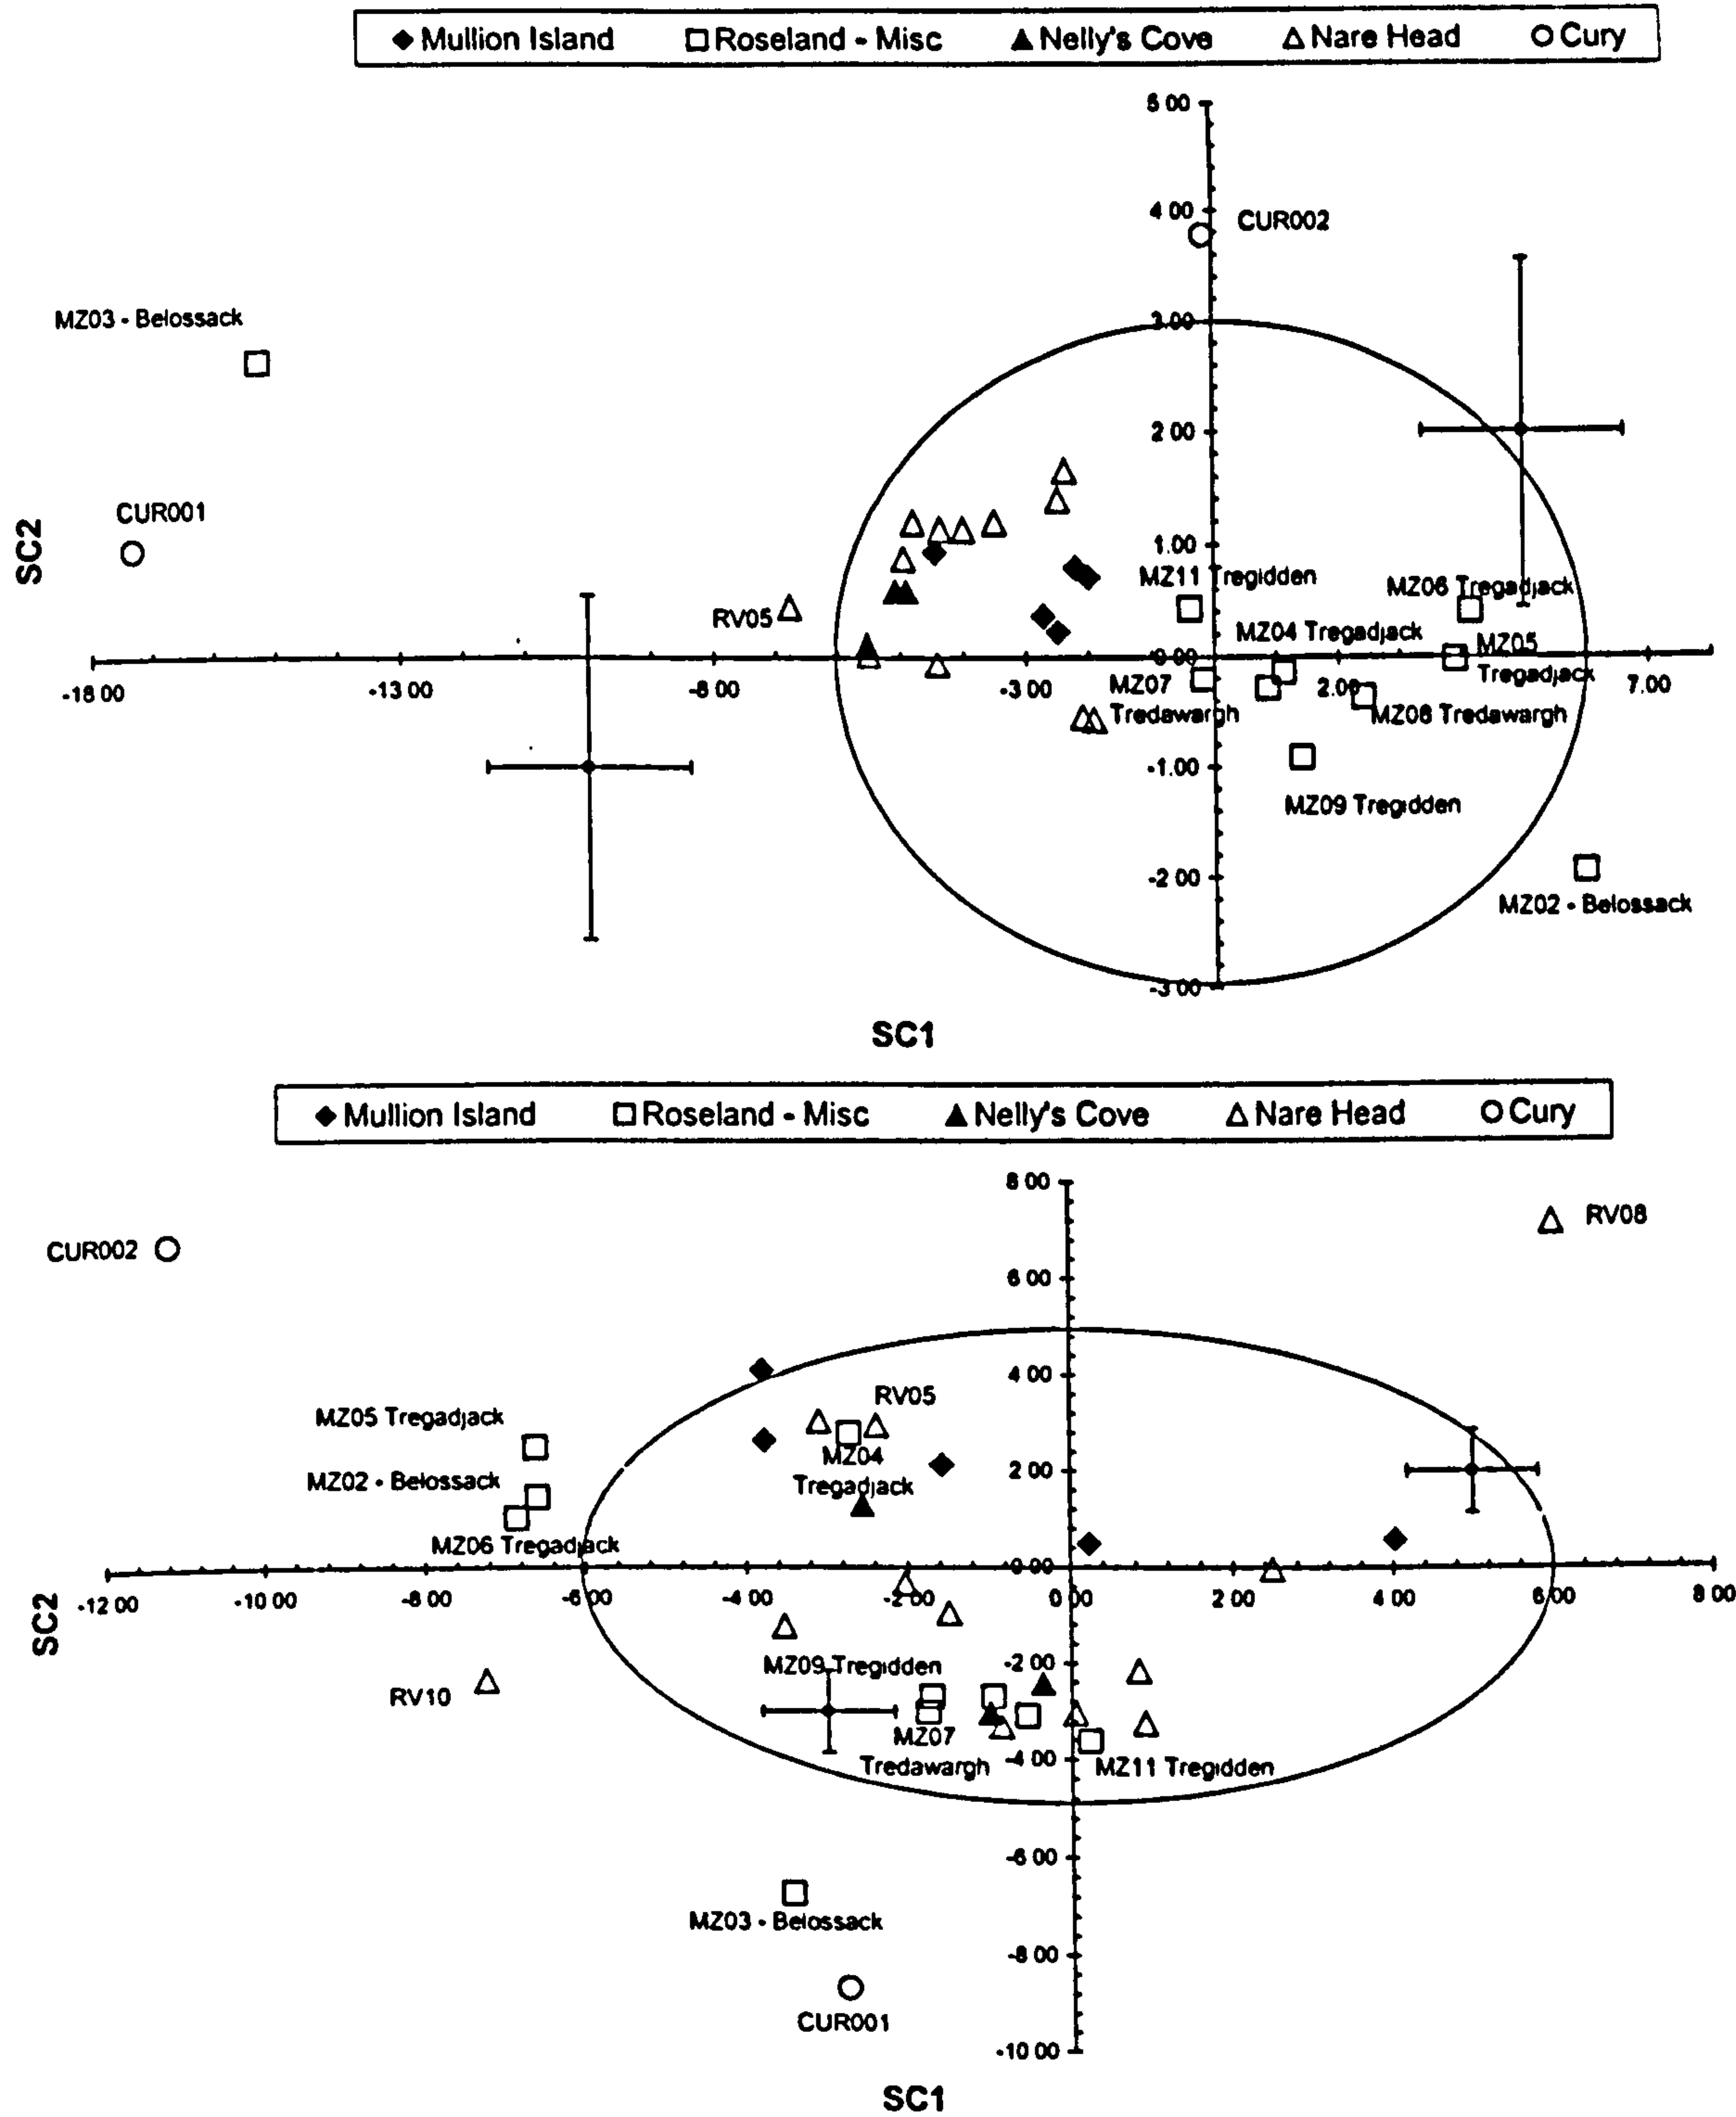 ◆ Mullion Island □ Roseland - Misc ▲ Nelly's Cove △ Nare Head ○ Cury
5 00
4 00
CUR002
MZ03 - Belossack
3.00
2 00
CUR001
1.00
MZ11 Tregidden
MZ06 Tregadjack
RV05
MZ04 Tregadjack
MZ05
Tregadjack
0 00
-18 00 -13 00 -8 00 -3 00 2.00 7.00
MZ07
Tredawargh
MZ08 Tredawargh
-1.00
MZ09 Tregidden
-2 00
MZ02 - Belossack
-3 00
SC2
SC1
◆ Mullion Island □ Roseland - Misc ▲ Nelly's Cove △ Nare Head ○ Cury
8 00
RV08
CUR002
6 00
4 00
RV05
MZ05 Tregadjack
MZ04
Tregadjack
2 00
MZ02 - Belossack
MZ06 Tregadjack
0 00
-12 00 -10 00 -8 00 -6 00 -4 00 -2 00 0 00 2 00 4 00 6 00 8 00
MZ09 Tregidden
-2 00
RV10
MZ07
Tredawargh
-4 00
MZ11 Tregidden
-6 00
MZ03 - Belossack
-8 00
CUR001
-10 00
SC2
SC1